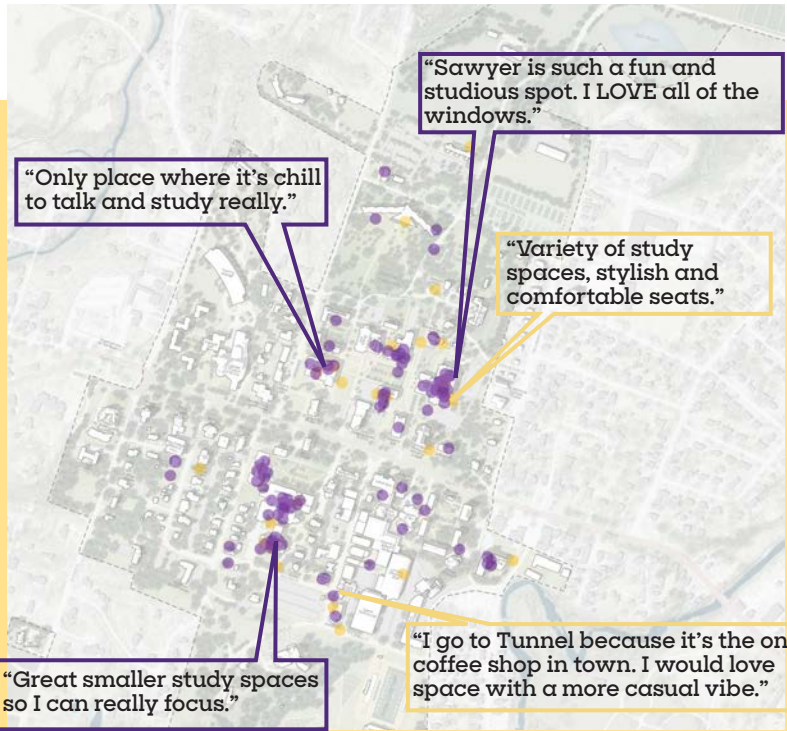 “Sawyer is such a fun and
studious spot. I LOVE all of the
windows.”
“Only place where it’s chill
to talk and study really.”
“Variety of study
spaces, stylish and
comfortable seats.”
“I go to Tunnel because it’s the on
coffee shop in town. I would love
space with a more casual vibe.”
“Great smaller study spaces
so I can really focus.”